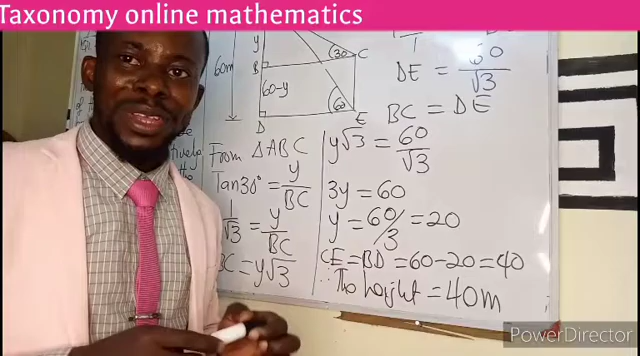 Taxonomy online mathematics
y
60m
B
60-y
30
C
60
D
E
DE = 60/√3
BC = DE
From △ABC
Tan30° = y/BC
1/√3 = y/BC
BC = y√3
y√3 = 60/√3
3y = 60
y = 60/3 = 20
CE = BD = 60-20 = 40
∴ The height = 40m
PowerDirector